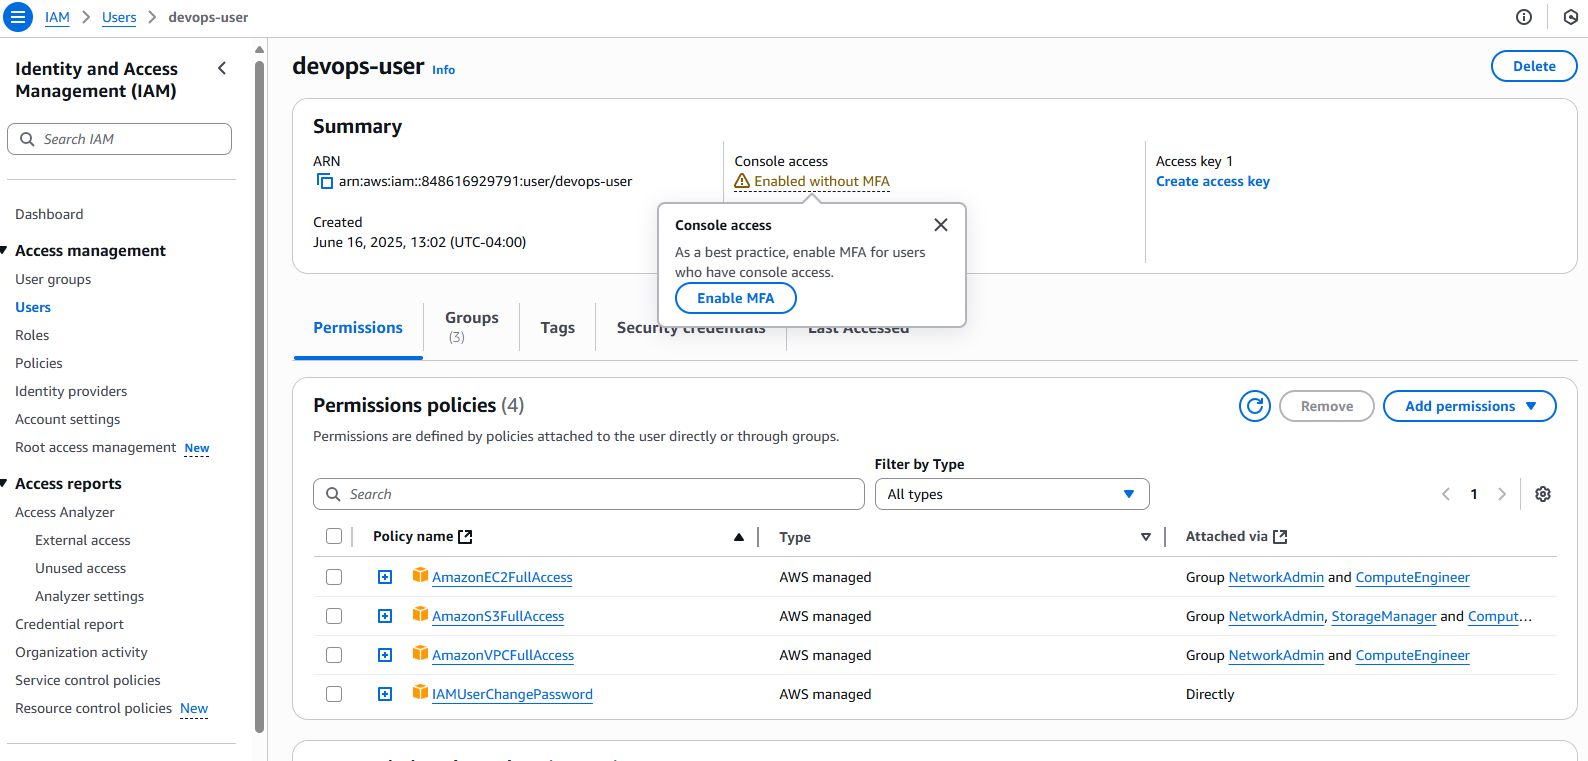 IAM > Users > devops-user
Identity and Access
Management (IAM)
Search IAM
Dashboard
Access management
User groups
Users
Roles
Policies
Identity providers
Account settings
Root access management New
Access reports
Access Analyzer
External access
Unused access
Analyzer settings
Credential report
Organization activity
Service control policies
Resource control policies New
devops-user Info
Delete
Summary
ARN
arn:aws:iam::848616929791:user/devops-user
Created
June 16, 2025, 13:02 (UTC-04:00)
Console access
Enabled without MFA
Access key 1
Create access key
Console access
As a best practice, enable MFA for users
who have console access.
Enable MFA
Permissions
Groups
(3)
Tags
Security credentials
Last Accessed
Permissions policies (4)
Remove
Add permissions
Permissions are defined by policies attached to the user directly or through groups.
Filter by Type
Search
All types
1
Policy name Type Attached via
AmazonEC2FullAccess AWS managed Group NetworkAdmin and ComputeEngineer
AmazonS3FullAccess AWS managed Group NetworkAdmin, StorageManager and Comput...
AmazonVPCFullAccess AWS managed Group NetworkAdmin and ComputeEngineer
IAMUserChangePassword AWS managed Directly